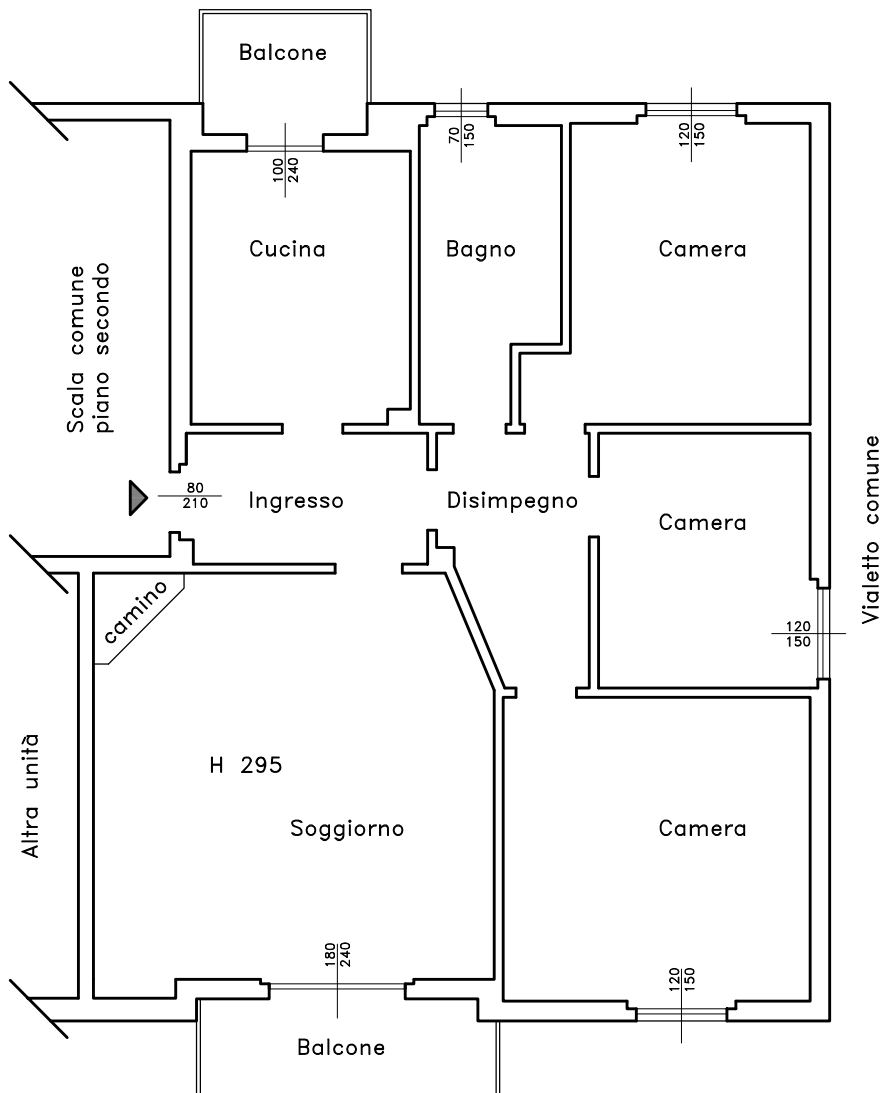 Balcone
70
150
120
150
100
240
Cucina
Bagno
Camera
Scala comune
piano secondo
80
210
Ingresso
Disimpegno
Camera
Vialetto comune
camino
120
150
H 295
Altra unità
Soggiorno
Camera
180
240
120
150
Balcone